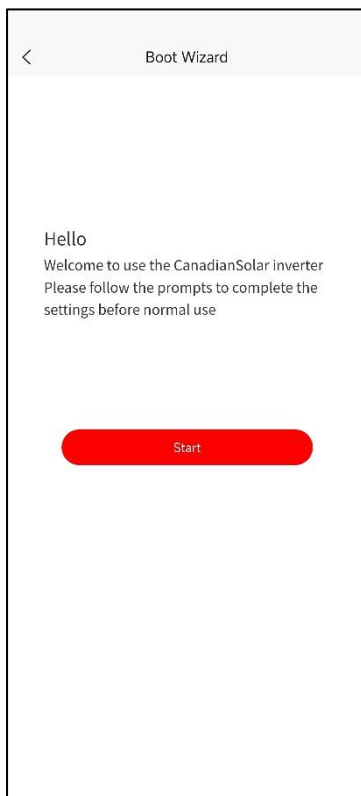 Boot Wizard
Hello
Welcome to use the CanadianSolar inverter
Please follow the prompts to complete the
settings before normal use
Start